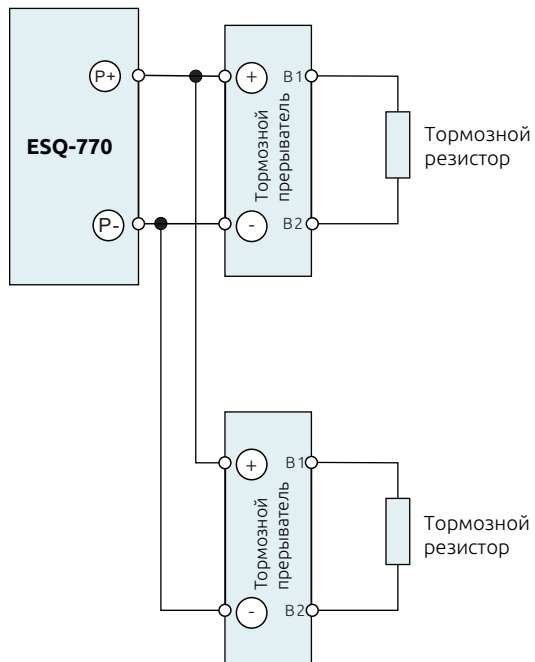 P+
ESQ-770
P-
+
Тормозной
прерыватель
-
B1
B2
Тормозной
резистор
+
Тормозной
прерыватель
-
B1
B2
Тормозной
резистор